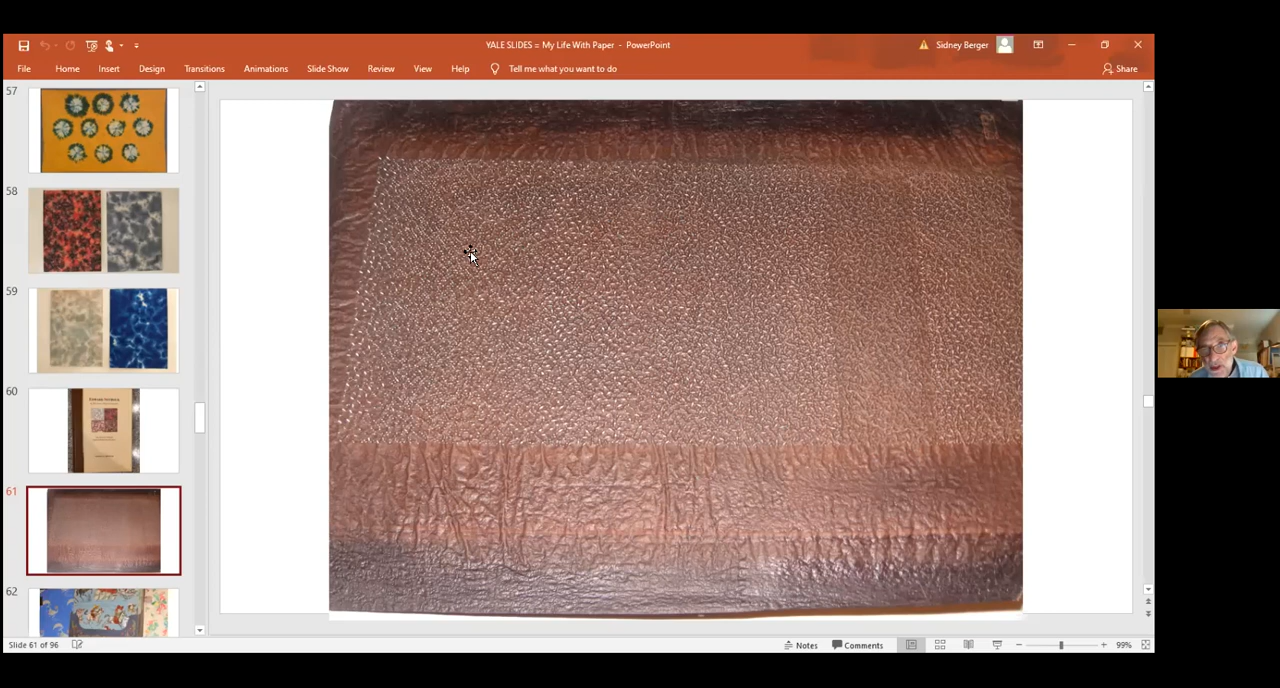 YALE SLIDES = My Life With Paper - PowerPoint
Sidney Berger
File Home Insert Design Transitions Animations Slide Show Review View Help Tell me what you want to do
Share
57
58
59
60
61
62
Slide 61 of 96
Notes Comments
99%